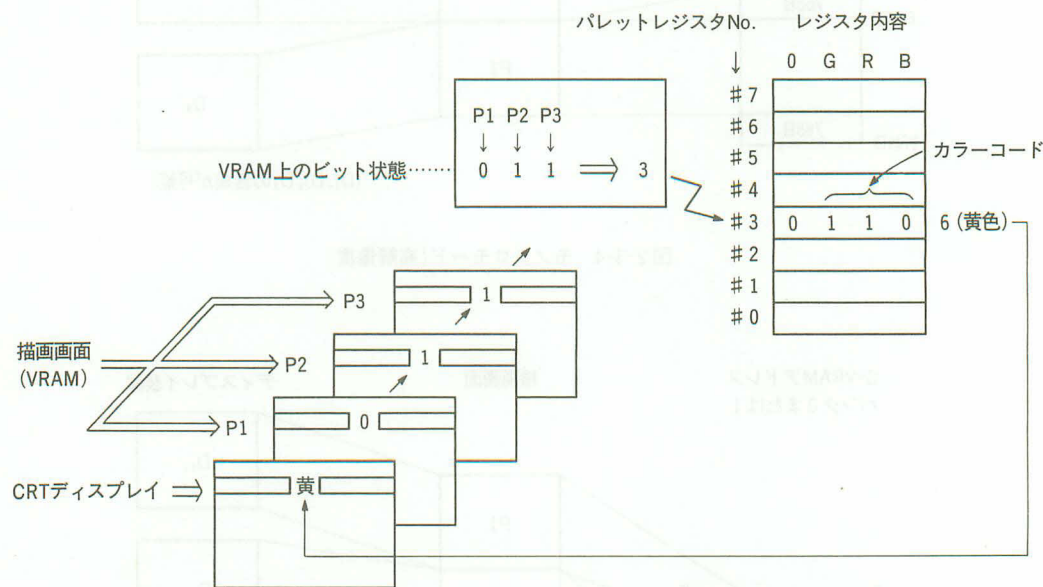 パレットレジスタNo.
レジスタ内容
↓ 0 G R B
#7
#6
#5
#4
#3 0 1 1 0 6 (黄色)
#2
#1
#0
カラーコード
P1 P2 P3
↓ ↓ ↓
VRAM上のビット状態…… 0 1 1 ⇒ 3
描画画面
(VRAM)
P3
1
P2
1
P1
0
CRTディスプレイ ⇒
黄